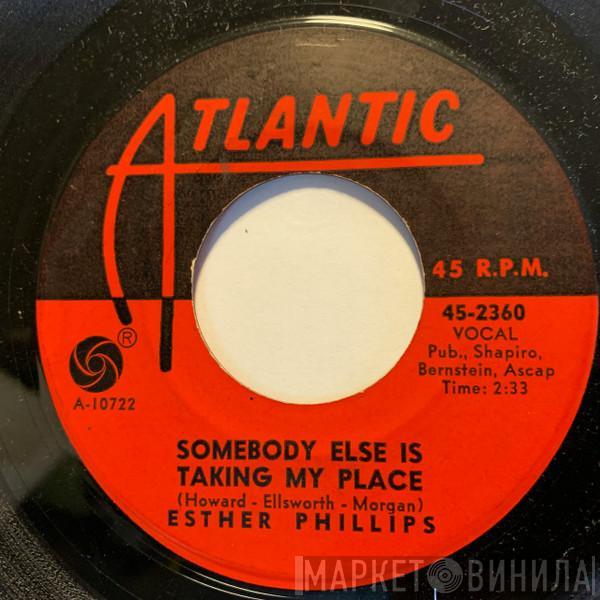 ATLANTIC
45 R.P.M.
45-2360
VOCAL
Pub., Shapiro,
Bernstein, Ascap
Time: 2:33
®
A-10722
SOMEBODY ELSE IS
TAKING MY PLACE
(Howard - Ellsworth - Morgan)
ESTHER PHILLIPS
МАРКЕТ ВИНИЛА